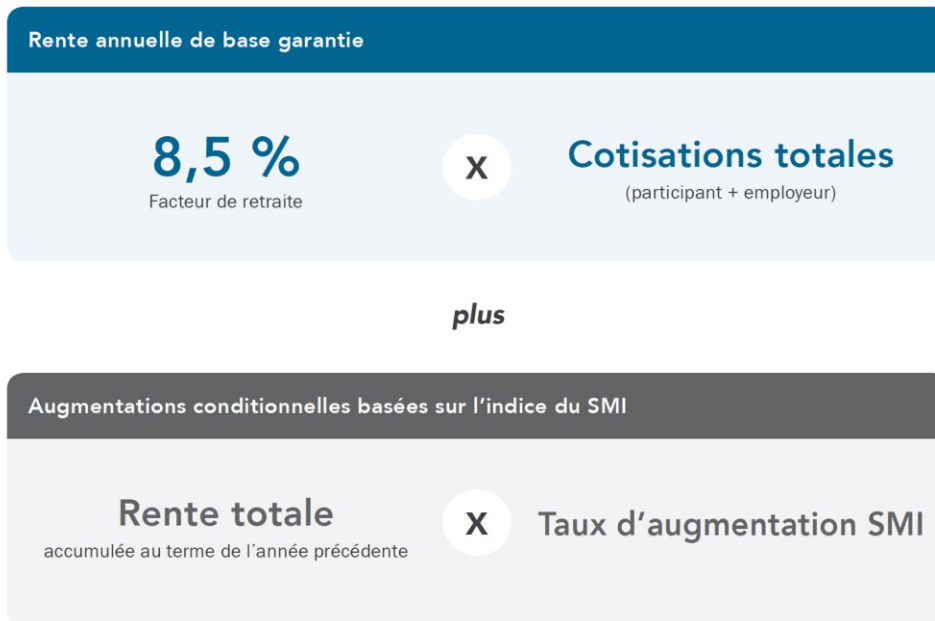 Rente annuelle de base garantie
8,5 %
Facteur de retraite
X
Cotisations totales
(participant + employeur)
plus
Augmentations conditionnelles basées sur l'indice du SMI
Rente totale
accumulée au terme de l'année précédente
X
Taux d'augmentation SMI